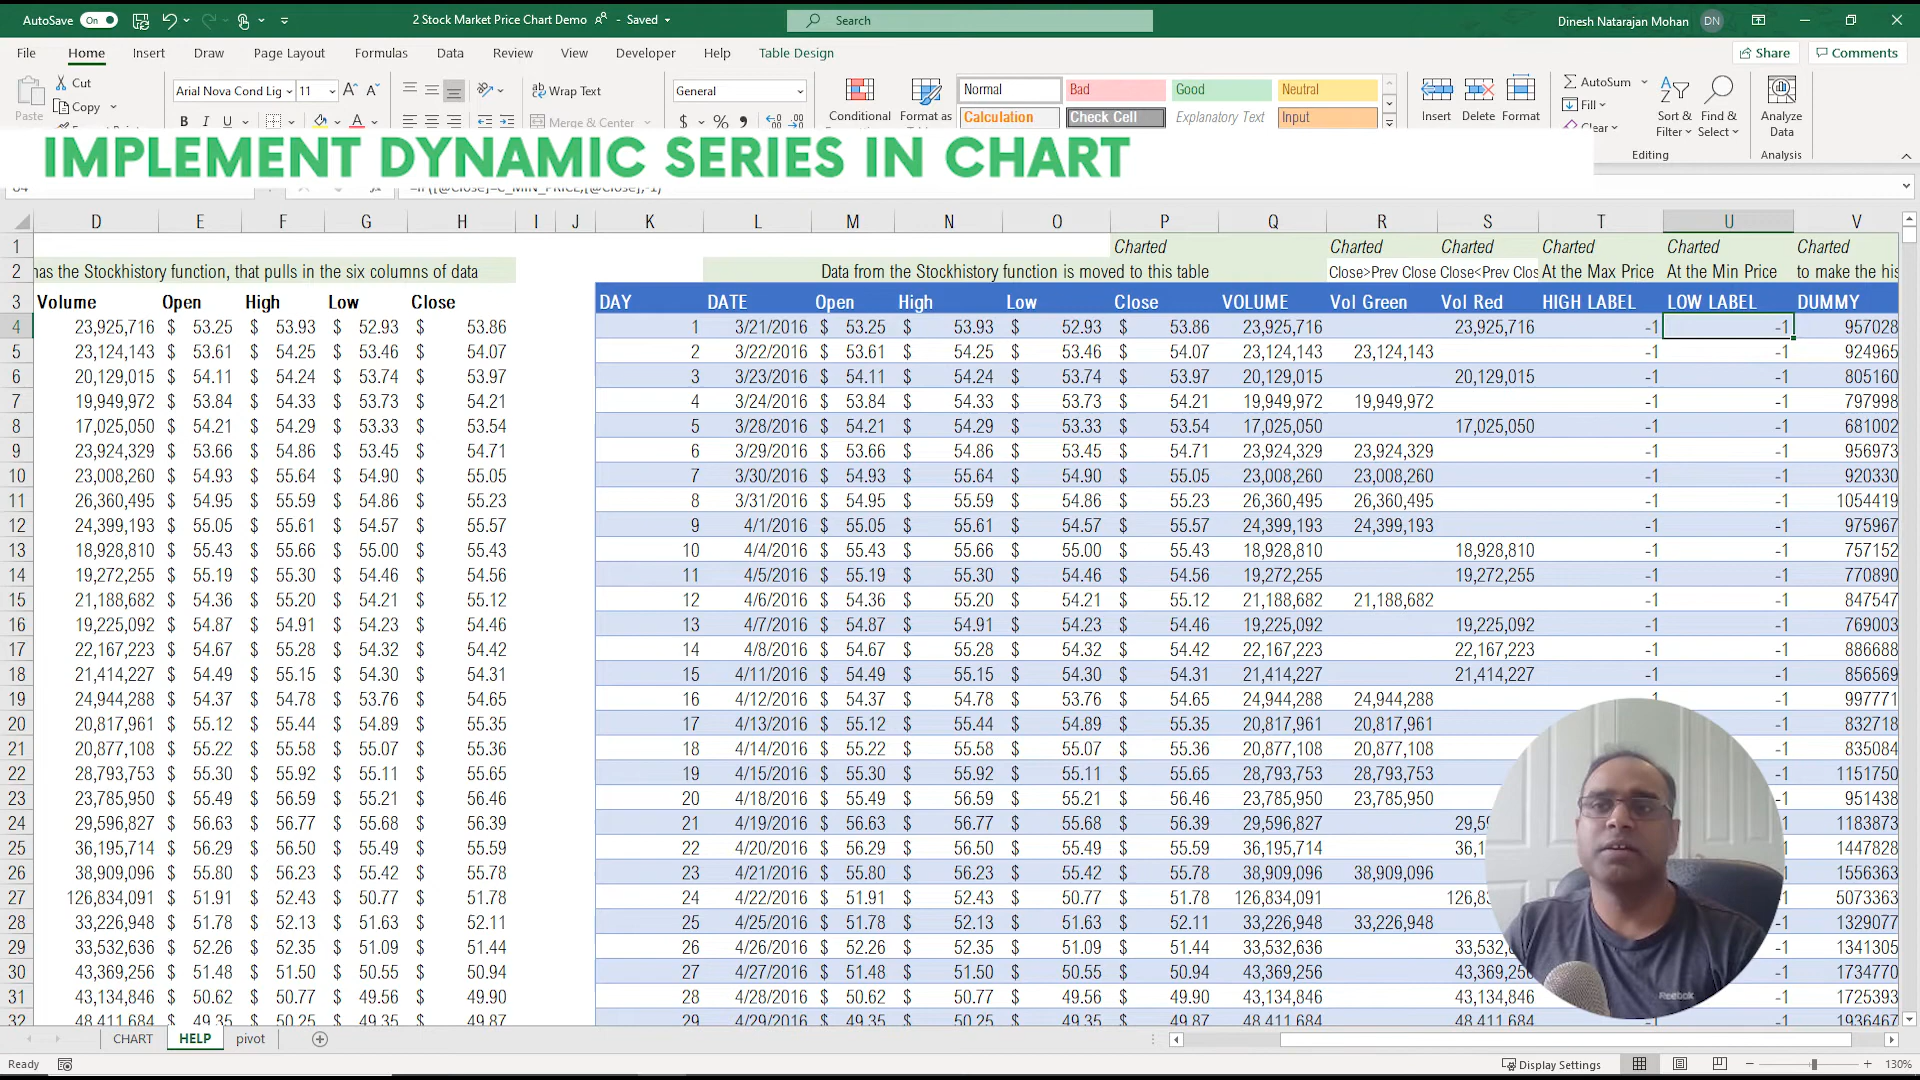 AutoSave On 2 Stock Market Price Chart Demo - Saved Search Dinesh Natarajan Mohan DN
File Home Insert Draw Page Layout Formulas Data Review View Developer Help Table Design Share Comments
Paste Cut Copy Arial Nova Cond Lig 11 B I U Wrap Text Merge & Center General $ % Conditional Format as Normal Bad Good Neutral Calculation Check Cell Explanatory Text Input Insert Delete Format AutoSum Fill Clear Sort & Filter Find & Select Analyze Data
Editing Analysis
IMPLEMENT DYNAMIC SERIES IN CHART
D E F G H I J K L M N O P Q R S T U V
1 Charted Charted Charted Charted Charted Charted
2 has the Stockhistory function, that pulls in the six columns of data Data from the Stockhistory function is moved to this table Close>Prev Close Close<Prev Clos At the Max Price At the Min Price to make the his
3 Volume Open High Low Close DAY DATE Open High Low Close VOLUME Vol Green Vol Red HIGH LABEL LOW LABEL DUMMY
4 23,925,716 $ 53.25 $ 53.93 $ 52.93 $ 53.86 1 3/21/2016 $ 53.25 $ 53.93 $ 52.93 $ 53.86 23,925,716 23,925,716 -1 -1 957028
5 23,124,143 $ 53.61 $ 54.25 $ 53.46 $ 54.07 2 3/22/2016 $ 53.61 $ 54.25 $ 53.46 $ 54.07 23,124,143 23,124,143 -1 -1 924965
6 20,129,015 $ 54.11 $ 54.24 $ 53.74 $ 53.97 3 3/23/2016 $ 54.11 $ 54.24 $ 53.74 $ 53.97 20,129,015 20,129,015 -1 -1 805160
7 19,949,972 $ 53.84 $ 54.33 $ 53.73 $ 54.21 4 3/24/2016 $ 53.84 $ 54.33 $ 53.73 $ 54.21 19,949,972 19,949,972 -1 -1 797998
8 17,025,050 $ 54.21 $ 54.29 $ 53.33 $ 53.54 5 3/28/2016 $ 54.21 $ 54.29 $ 53.33 $ 53.54 17,025,050 17,025,050 -1 -1 681002
9 23,924,329 $ 53.66 $ 54.86 $ 53.45 $ 54.71 6 3/29/2016 $ 53.66 $ 54.86 $ 53.45 $ 54.71 23,924,329 23,924,329 -1 -1 956973
10 23,008,260 $ 54.93 $ 55.64 $ 54.90 $ 55.05 7 3/30/2016 $ 54.93 $ 55.64 $ 54.90 $ 55.05 23,008,260 23,008,260 -1 -1 920330
11 26,360,495 $ 54.95 $ 55.59 $ 54.86 $ 55.23 8 3/31/2016 $ 54.95 $ 55.59 $ 54.86 $ 55.23 26,360,495 26,360,495 -1 -1 1054419
12 24,399,193 $ 55.05 $ 55.61 $ 54.57 $ 55.57 9 4/1/2016 $ 55.05 $ 55.61 $ 54.57 $ 55.57 24,399,193 24,399,193 -1 -1 975967
13 18,928,810 $ 55.43 $ 55.66 $ 55.00 $ 55.43 10 4/4/2016 $ 55.43 $ 55.66 $ 55.00 $ 55.43 18,928,810 18,928,810 -1 -1 757152
14 19,272,255 $ 55.19 $ 55.30 $ 54.46 $ 54.56 11 4/5/2016 $ 55.19 $ 55.30 $ 54.46 $ 54.56 19,272,255 19,272,255 -1 -1 770890
15 21,188,682 $ 54.36 $ 55.20 $ 54.21 $ 55.12 12 4/6/2016 $ 54.36 $ 55.20 $ 54.21 $ 55.12 21,188,682 21,188,682 -1 -1 847547
16 19,225,092 $ 54.87 $ 54.91 $ 54.23 $ 54.46 13 4/7/2016 $ 54.87 $ 54.91 $ 54.23 $ 54.46 19,225,092 19,225,092 -1 -1 769003
17 22,167,223 $ 54.67 $ 55.28 $ 54.32 $ 54.42 14 4/8/2016 $ 54.67 $ 55.28 $ 54.32 $ 54.42 22,167,223 22,167,223 -1 -1 886688
18 21,414,227 $ 54.49 $ 55.15 $ 54.30 $ 54.31 15 4/11/2016 $ 54.49 $ 55.15 $ 54.30 $ 54.31 21,414,227 21,414,227 -1 -1 856569
19 24,944,288 $ 54.37 $ 54.78 $ 53.76 $ 54.65 16 4/12/2016 $ 54.37 $ 54.78 $ 53.76 $ 54.65 24,944,288 24,944,288 -1 997771
20 20,817,961 $ 55.12 $ 55.44 $ 54.89 $ 55.35 17 4/13/2016 $ 55.12 $ 55.44 $ 54.89 $ 55.35 20,817,961 20,817,961 -1 832718
21 20,877,108 $ 55.22 $ 55.58 $ 55.07 $ 55.36 18 4/14/2016 $ 55.22 $ 55.58 $ 55.07 $ 55.36 20,877,108 20,877,108 -1 835084
22 28,793,753 $ 55.30 $ 55.92 $ 55.11 $ 55.65 19 4/15/2016 $ 55.30 $ 55.92 $ 55.11 $ 55.65 28,793,753 28,793,753 -1 1151750
23 23,785,950 $ 55.49 $ 56.59 $ 55.21 $ 56.46 20 4/18/2016 $ 55.49 $ 56.59 $ 55.21 $ 56.46 23,785,950 23,785,950 -1 951438
24 29,596,827 $ 56.63 $ 56.77 $ 55.68 $ 56.39 21 4/19/2016 $ 56.63 $ 56.77 $ 55.68 $ 56.39 29,596,827 -1 1183873
25 36,195,714 $ 56.29 $ 56.50 $ 55.49 $ 55.59 22 4/20/2016 $ 56.29 $ 56.50 $ 55.49 $ 55.59 36,195,714 -1 1447828
26 38,909,096 $ 55.80 $ 56.23 $ 55.42 $ 55.78 23 4/21/2016 $ 55.80 $ 56.23 $ 55.42 $ 55.78 38,909,096 38,909,096 -1 1556363
27 126,834,091 $ 51.91 $ 52.43 $ 50.77 $ 51.78 24 4/22/2016 $ 51.91 $ 52.43 $ 50.77 $ 51.78 126,834,091 -1 5073363
28 33,226,948 $ 51.78 $ 52.13 $ 51.63 $ 52.11 25 4/25/2016 $ 51.78 $ 52.13 $ 51.63 $ 52.11 33,226,948 33,226,948 -1 1329077
29 33,532,636 $ 52.26 $ 52.35 $ 51.09 $ 51.44 26 4/26/2016 $ 52.26 $ 52.35 $ 51.09 $ 51.44 33,532,636 -1 1341305
30 43,369,256 $ 51.48 $ 51.50 $ 50.55 $ 50.94 27 4/27/2016 $ 51.48 $ 51.50 $ 50.55 $ 50.94 43,369,256 43,369,256 -1 1734770
31 43,134,846 $ 50.62 $ 50.77 $ 49.56 $ 49.90 28 4/28/2016 $ 50.62 $ 50.77 $ 49.56 $ 49.90 43,134,846 43,134,846 -1 1725393
32 48,411,684 $ 49.35 $ 50.25 $ 49.35 $ 49.87 29 4/29/2016 $ 49.35 $ 50.25 $ 49.35 $ 49.87 48,411,684 48,411,684 -1 1936467
Reebok
CHART HELP pivot
Ready Display Settings 130%